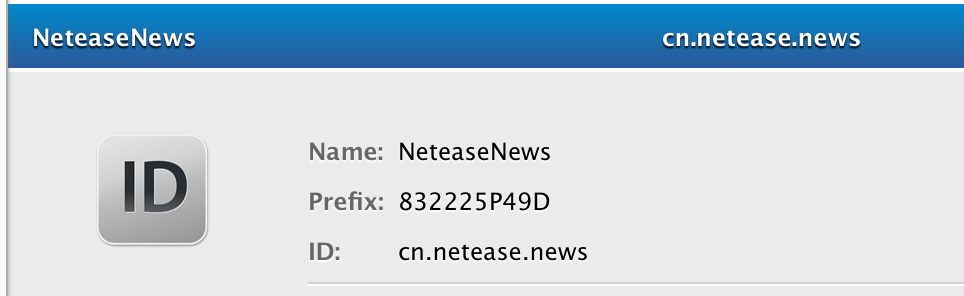 NeteaseNews cn.netease.news
ID
Name: NeteaseNews
Prefix: 832225P49D
ID: cn.netease.news